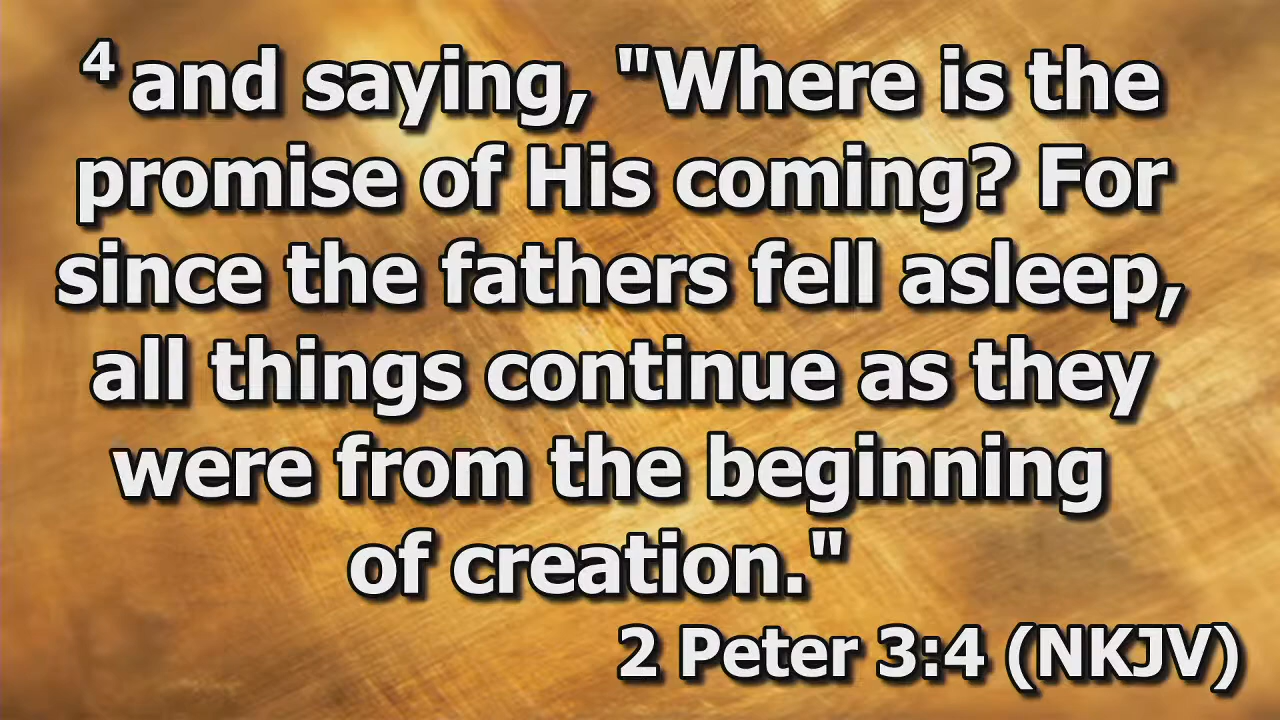 4 and saying, "Where is the
promise of His coming? For
since the fathers fell asleep,
all things continue as they
were from the beginning
of creation."
2 Peter 3:4 (NKJV)